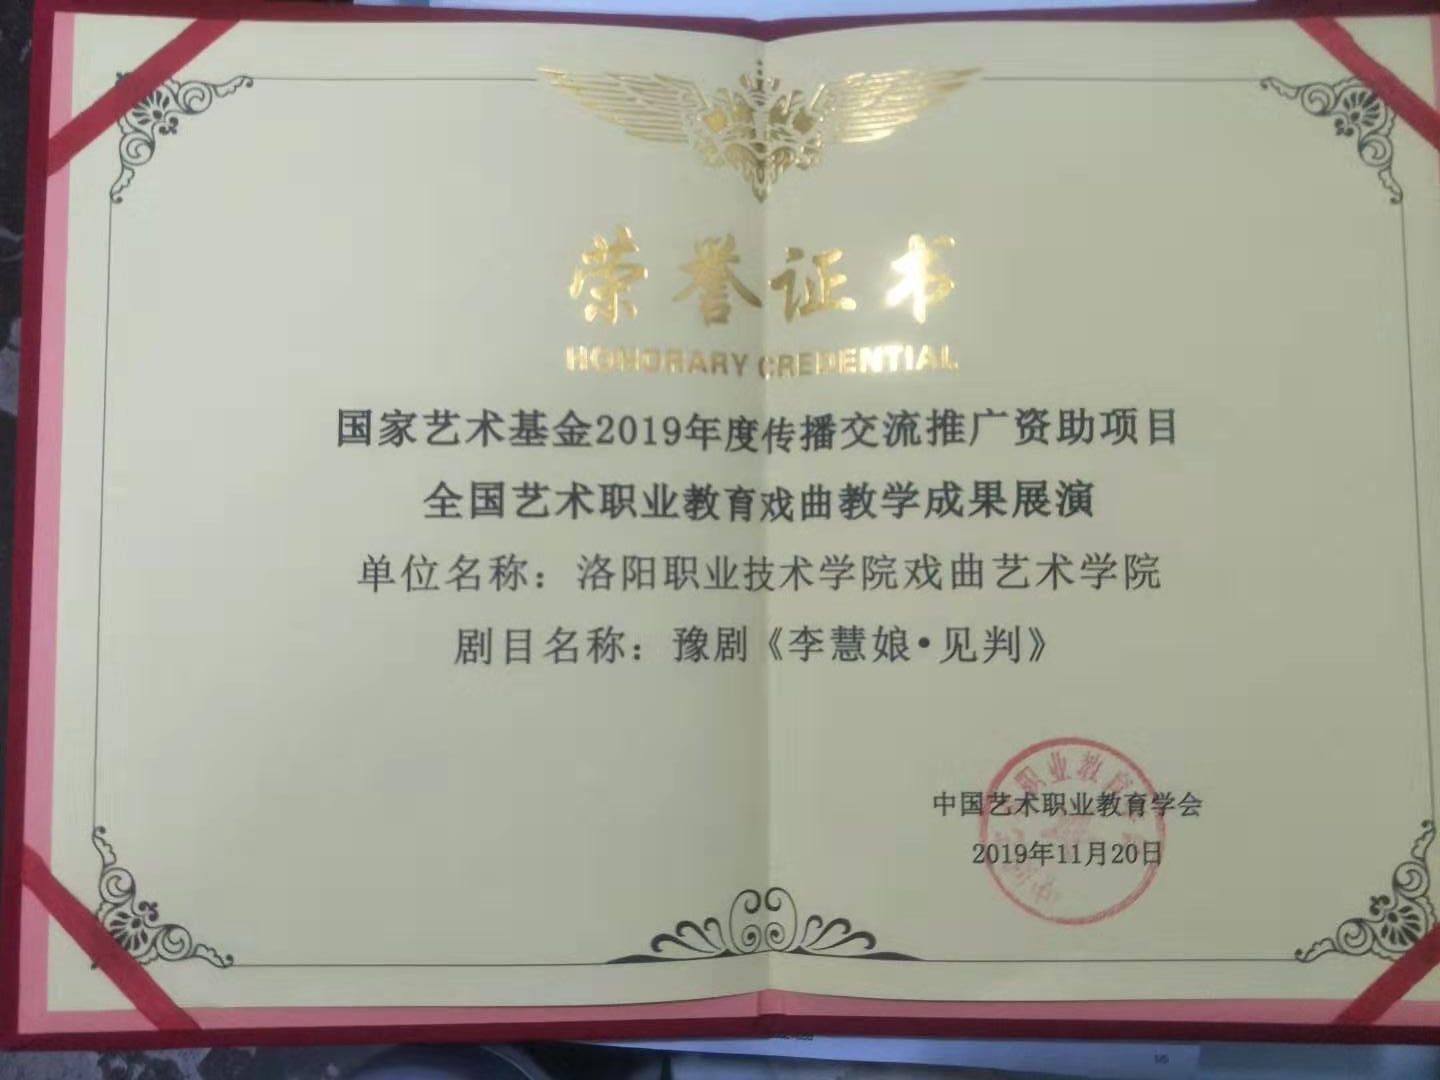 荣誉证书
HONORARY CREDENTIAL
国家艺术基金2019年度传播交流推广资助项目
全国艺术职业教育戏曲教学成果展演
单位名称：洛阳职业技术学院戏曲艺术学院
剧目名称：豫剧《李慧娘·见判》
中国艺术职业教育学会
2019年11月20日